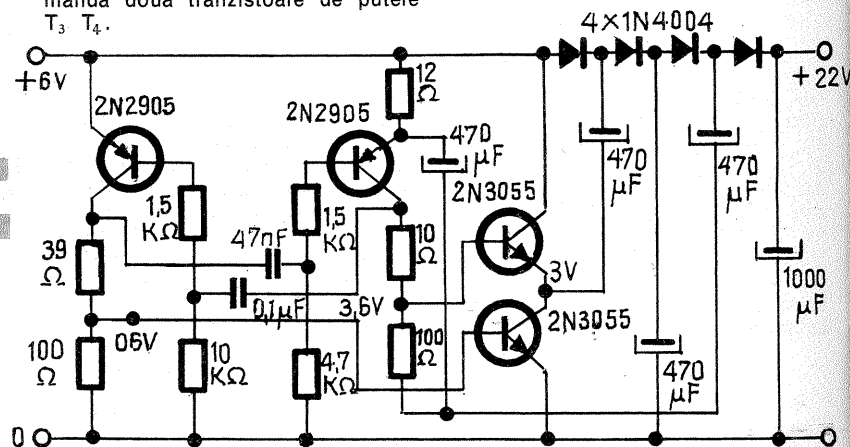 mandă două tranzistoare de putere
T₃ T₄.
4×1N4004
+6V
+22V
12 Ω
2N2905
2N2905
470 μF
470 μF
470 μF
2N3055
1,5 KΩ
1,5 KΩ
39 Ω
47nF
10 Ω
3V
1000 μF
0,1μF
3,6V
2N3055
06V
100 Ω
10 KΩ
4,7 KΩ
100 Ω
470 μF
0